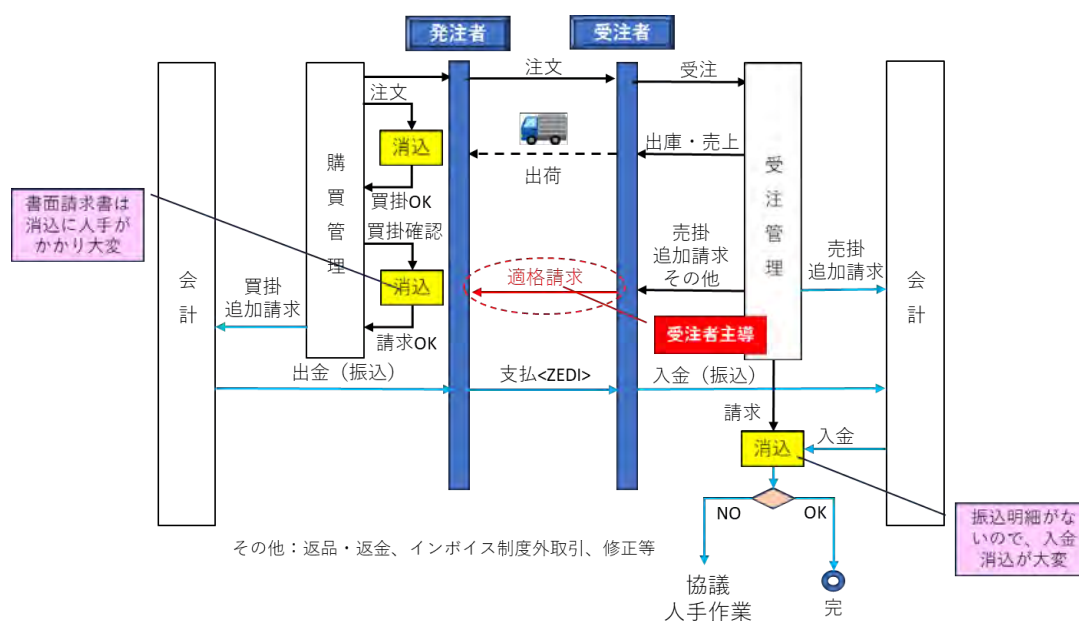 発注者
受注者
注文
受注
注文
消込
出庫・売上
出荷
購買管理
買掛OK
書面請求書は
消込に人手が
かかり大変
買掛確認
消込
適格請求
売掛
追加請求
その他
受注管理
売掛
追加請求
会計
買掛
追加請求
会計
請求OK
受注者主導
出金（振込）
支払<ZEDI>
入金（振込）
請求
入金
消込
NO
OK
振込明細がな
いので、入金
消込が大変
その他：返品・返金、インボイス制度外取引、修正等
協議
人手作業
完